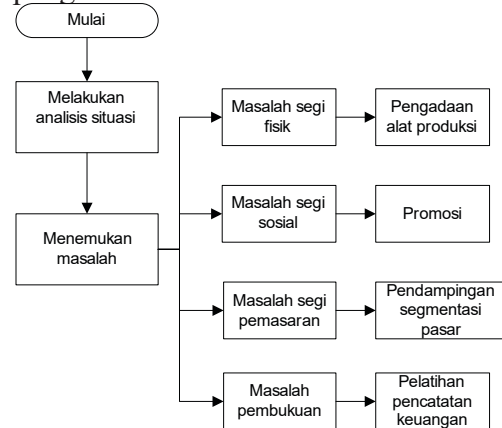 Mulai
Melakukan
analisis situasi
Menemukan
masalah
Masalah segi
fisik
Pengadaan
alat produksi
Masalah segi
sosial
Promosi
Masalah segi
pemasaran
Pendampingan
segmentasi
pasar
Masalah
pembukuan
Pelatihan
pencatatan
keuangan